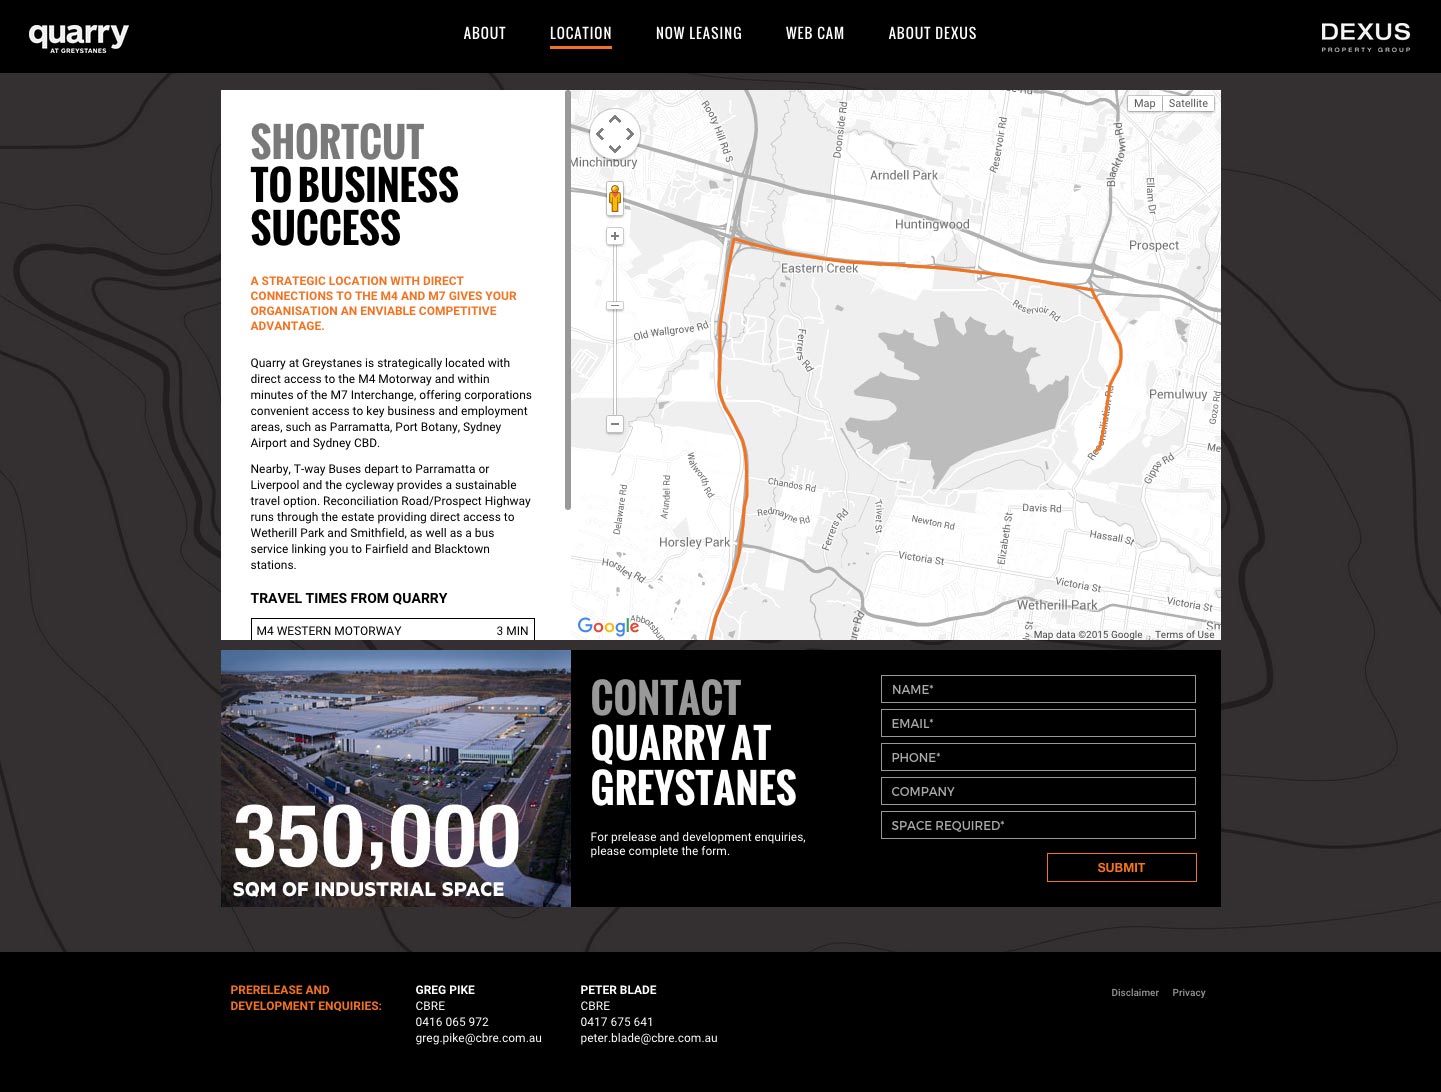 quarry
AT GREYSTANES
ABOUT
LOCATION
NOW LEASING
WEB CAM
ABOUT DEXUS
DEXUS
PROPERTY GROUP
SHORTCUT
TO BUSINESS
SUCCESS
A STRATEGIC LOCATION WITH DIRECT
CONNECTIONS TO THE M4 AND M7 GIVES YOUR
ORGANISATION AN ENVIABLE COMPETITIVE
ADVANTAGE.
Quarry at Greystanes is strategically located with
direct access to the M4 Motorway and within
minutes of the M7 Interchange, offering corporations
convenient access to key business and employment
areas, such as Parramatta, Port Botany, Sydney
Airport and Sydney CBD.
Nearby, T-way Buses depart to Parramatta or
Liverpool and the cycleway provides a sustainable
travel option. Reconciliation Road/Prospect Highway
runs through the estate providing direct access to
Wetherill Park and Smithfield, as well as a bus
service linking you to Fairfield and Blacktown
stations.
TRAVEL TIMES FROM QUARRY
M4 WESTERN MOTORWAY 3 MIN
Map Satellite
Rooty Hill Rd S
Doonside Rd
Reservoir Rd
Blacktown Rd
Minchinbury
Arndell Park
Ellam Dr
Huntingwood
Prospect
Eastern Creek
Reservoir Rd
Old Wallgrove Rd
Ferrers Rd
Pemulwuy
Gozo Rd
Reconciliation Rd
Me
Gipps Rd
Walworth Rd
Chandos Rd
Delaware Rd
Arundel Rd
Redmayne Rd
Ferrers Rd
Trivet St
Newton Rd
Davis Rd
Elizabeth St
Hassall St
Horsley Park
Victoria St
Horsley Rd
Victoria St
Wetherill Park
Victoria St
Google
Abbotsbu
ure Rd
ly St
Sm
Map data ©2015 Google
Terms of Use
350,000
SQM OF INDUSTRIAL SPACE
CONTACT
QUARRY AT
GREYSTANES
For prelease and development enquiries,
please complete the form.
NAME*
EMAIL*
PHONE*
COMPANY
SPACE REQUIRED*
SUBMIT
PRERELEASE AND
DEVELOPMENT ENQUIRIES:
GREG PIKE
CBRE
0416 065 972
greg.pike@cbre.com.au
PETER BLADE
CBRE
0417 675 641
peter.blade@cbre.com.au
Disclaimer
Privacy